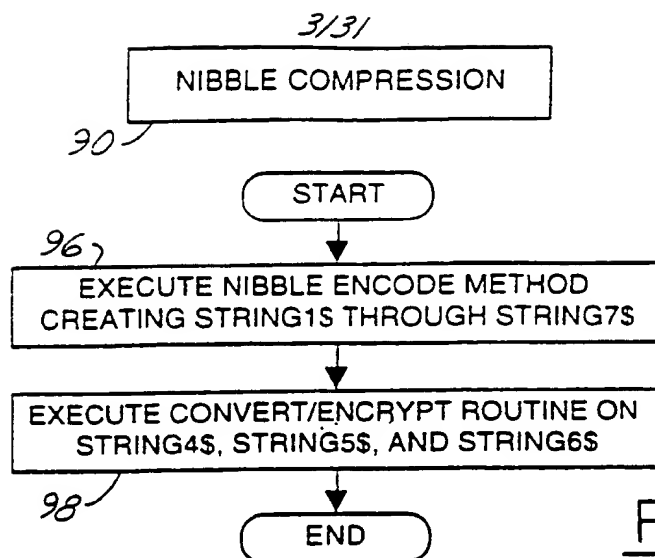 3/31
NIBBLE COMPRESSION
90
START
96
EXECUTE NIBBLE ENCODE METHOD
CREATING STRING1$ THROUGH STRING7$
EXECUTE CONVERT/ENCRYPT ROUTINE ON
STRING4$, STRING5$, AND STRING6$
98
END
F